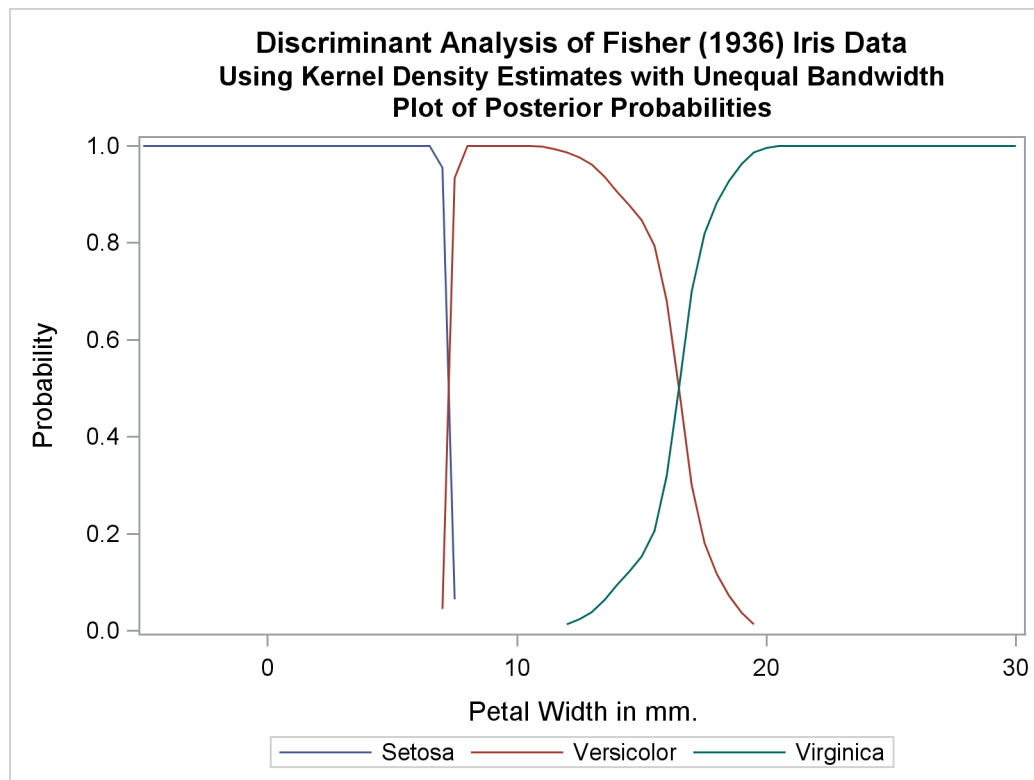 Discriminant Analysis of Fisher (1936) Iris Data
Using Kernel Density Estimates with Unequal Bandwidth
Plot of Posterior Probabilities
1.0
0.8
0.6
0.4
0.2
0.0
Probability
0 10 20 30
Petal Width in mm.
Setosa Versicolor Virginica